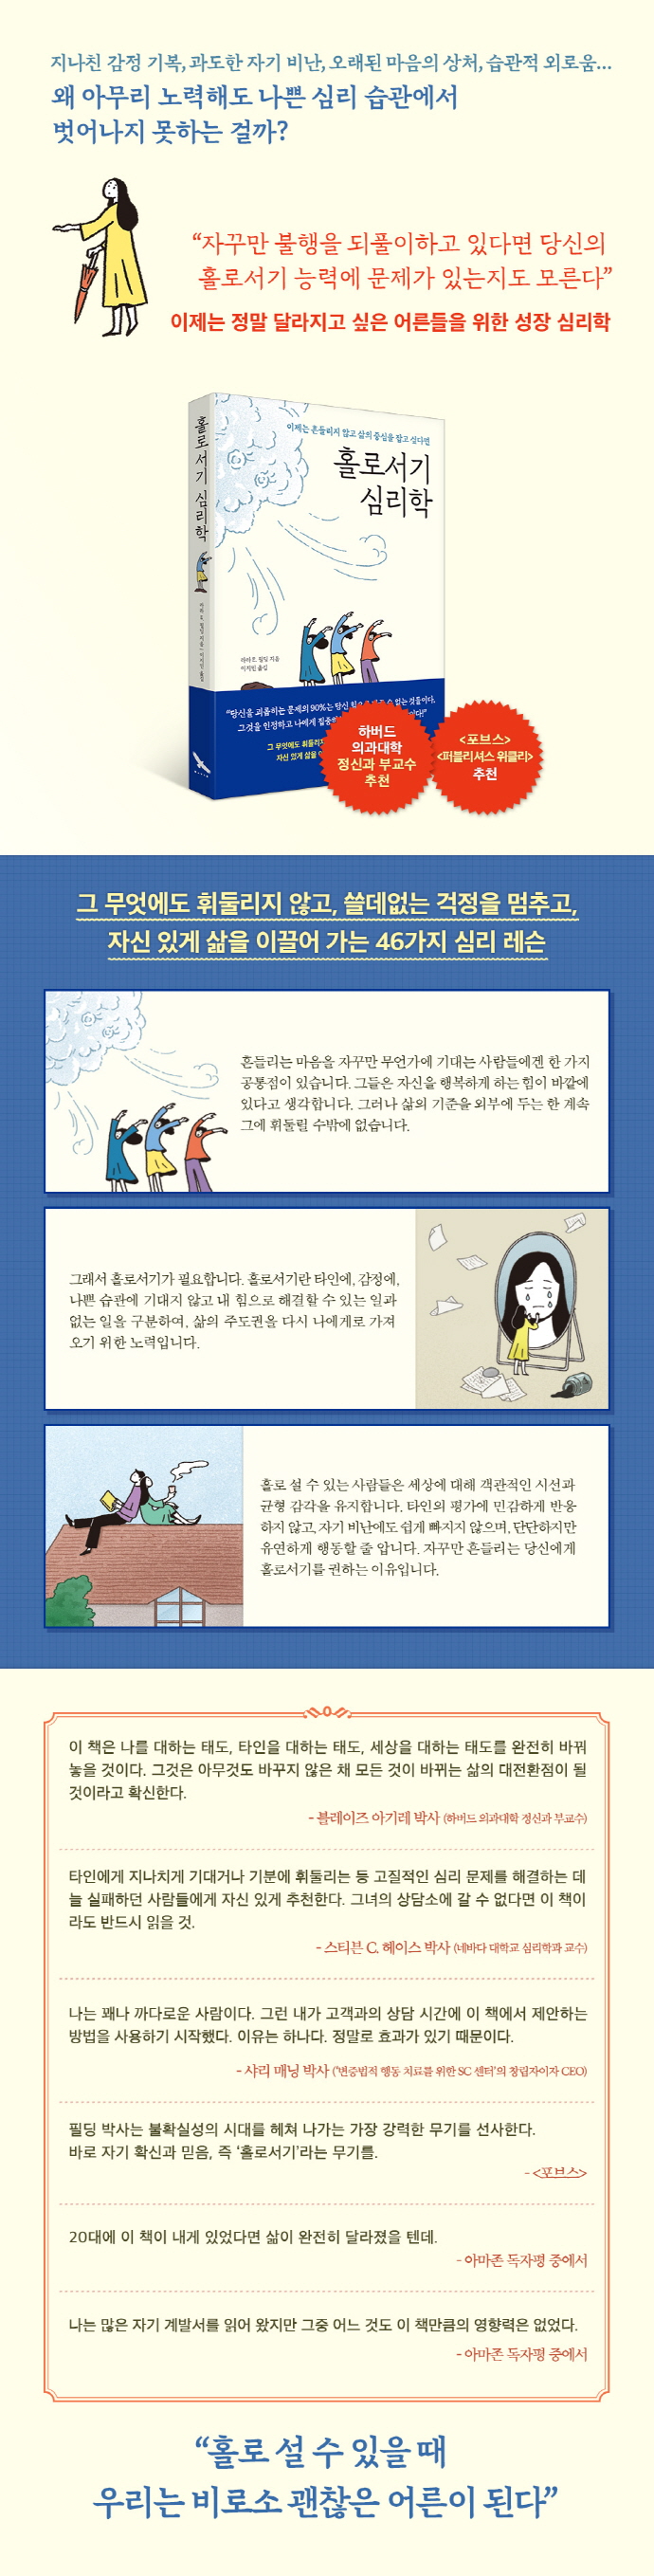 지나친 감정 기복, 과도한 자기 비난, 오래된 마음의 상처, 습관적 외로움...
왜 아무리 노력해도 나쁜 심리 습관에서
벗어나지 못하는 걸까?
“자꾸만 불행을 되풀이하고 있다면 당신의
홀로서기 능력에 문제가 있는지도 모른다”
이제는 정말 달라지고 싶은 어른들을 위한 성장 심리학
홀로서기 심리학
이제는 흔들리지 않고 삶의 중심을 잡고 싶다면
홀로서기
심리학
라라 E. 필딩 지음
이지민 옮김
“당신을 괴롭히는 문제의 90%는 당신
그것을 인정하고 나에게 집중
그 무엇에도 휘둘리지
자신 있게 삶을
하버드
의과대학
정신과 부교수
추천
<포브스>
<퍼블리셔스 위클리>
추천
그 무엇에도 휘둘리지 않고, 쓸데없는 걱정을 멈추고,
자신 있게 삶을 이끌어 가는 46가지 심리 레슨
흔들리는 마음을 자꾸만 무언가에 기대는 사람들에겐 한 가지
공통점이 있습니다. 그들은 자신을 행복하게 하는 힘이 바깥에
있다고 생각합니다. 그러나 삶의 기준을 외부에 두는 한 계속
그에 휘둘릴 수밖에 없습니다.
그래서 홀로서기가 필요합니다. 홀로서기란 타인에, 감정에,
나쁜 습관에 기대지 않고 내 힘으로 해결할 수 있는 일과
없는 일을 구분하여, 삶의 주도권을 다시 나에게로 가져
오기 위한 노력입니다.
홀로 설 수 있는 사람들은 세상에 대해 객관적인 시선과
균형 감각을 유지합니다. 타인의 평가에 민감하게 반응
하지 않고, 자기 비난에도 쉽게 빠지지 않으며, 단단하지만
유연하게 행동할 줄 압니다. 자꾸만 흔들리는 당신에게
홀로서기를 권하는 이유입니다.
이 책은 나를 대하는 태도, 타인을 대하는 태도, 세상을 대하는 태도를 완전히 바꿔
놓을 것이다. 그것은 아무것도 바꾸지 않은 채 모든 것이 바뀌는 삶의 대전환점이 될
것이라고 확신한다.
- 블레이즈 아기레 박사 (하버드 의과대학 정신과 부교수)
타인에게 지나치게 기대거나 기분에 휘둘리는 등 고질적인 심리 문제를 해결하는 데
늘 실패하던 사람들에게 자신 있게 추천한다. 그녀의 상담소에 갈 수 없다면 이 책이
라도 반드시 읽을 것.
- 스티븐 C. 헤이스 박사 (네바다 대학교 심리학과 교수)
나는 꽤나 까다로운 사람이다. 그런 내가 고객과의 상담 시간에 이 책에서 제안하는
방법을 사용하기 시작했다. 이유는 하나다. 정말로 효과가 있기 때문이다.
- 샤리 매닝 박사 (‘변증법적 행동 치료를 위한 SC 센터’의 창립자이자 CEO)
필딩 박사는 불확실성의 시대를 헤쳐 나가는 가장 강력한 무기를 선사한다.
바로 자기 확신과 믿음, 즉 ‘홀로서기’라는 무기를.
- <포브스>
20대에 이 책이 내게 있었다면 삶이 완전히 달라졌을 텐데.
- 아마존 독자평 중에서
나는 많은 자기 계발서를 읽어 왔지만 그중 어느 것도 이 책만큼의 영향력은 없었다.
- 아마존 독자평 중에서
“홀로 설 수 있을 때
우리는 비로소 괜찮은 어른이 된다”